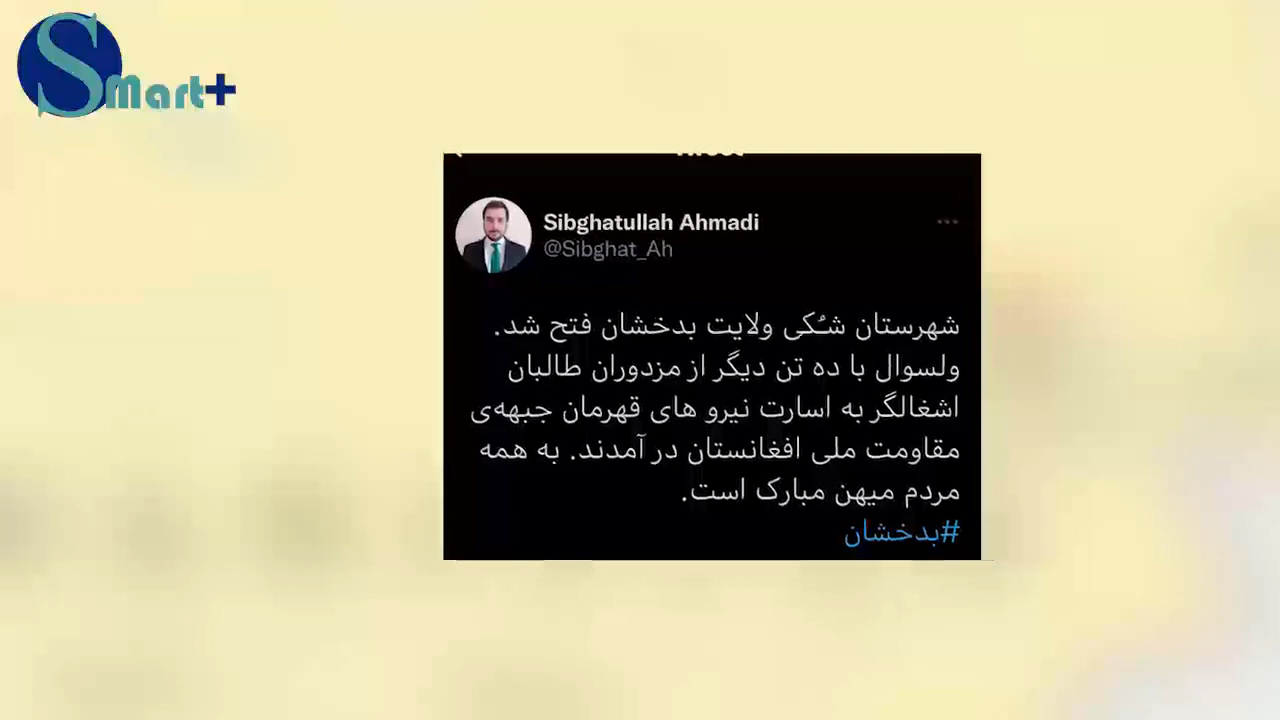 SMart+
Sibghatullah Ahmadi
@Sibghat_Ah
شهرستان شـُکی ولایت بدخشان فتح شد.
ولسوال با ده تن دیگر از مزدوران طالبان
اشغالگر به اسارت نیرو های قهرمان جبهه‌ی
مقاومت ملی افغانستان در آمدند. به همه
مردم میهن مبارک است.
#بدخشان